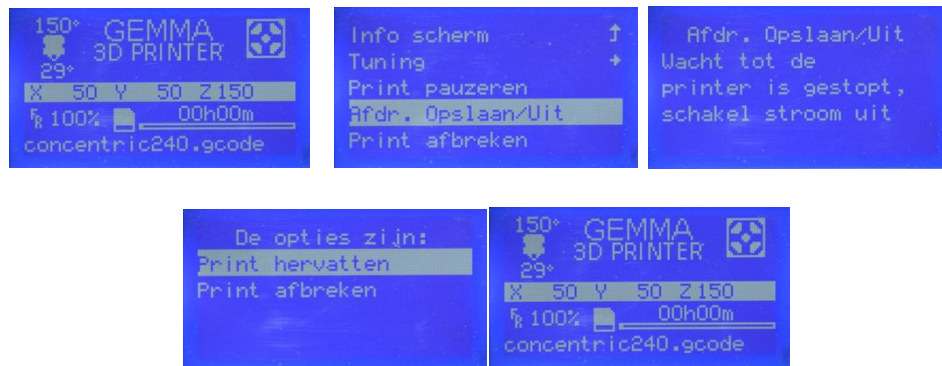 150°
GEMMA
3D PRINTER
29°
X 50 Y 50 Z150
FR 100% 00h00m
concentric240.gcode
Info scherm
Tuning
Print pauzeren
Afdr. Opslaan/Uit
Print afbreken
Afdr. Opslaan/Uit
Wacht tot de
printer is gestopt,
schakel stroom uit
De opties zijn:
Print hervatten
Print afbreken
150°
GEMMA
3D PRINTER
29°
X 50 Y 50 Z150
FR 100% 00h00m
concentric240.gcode